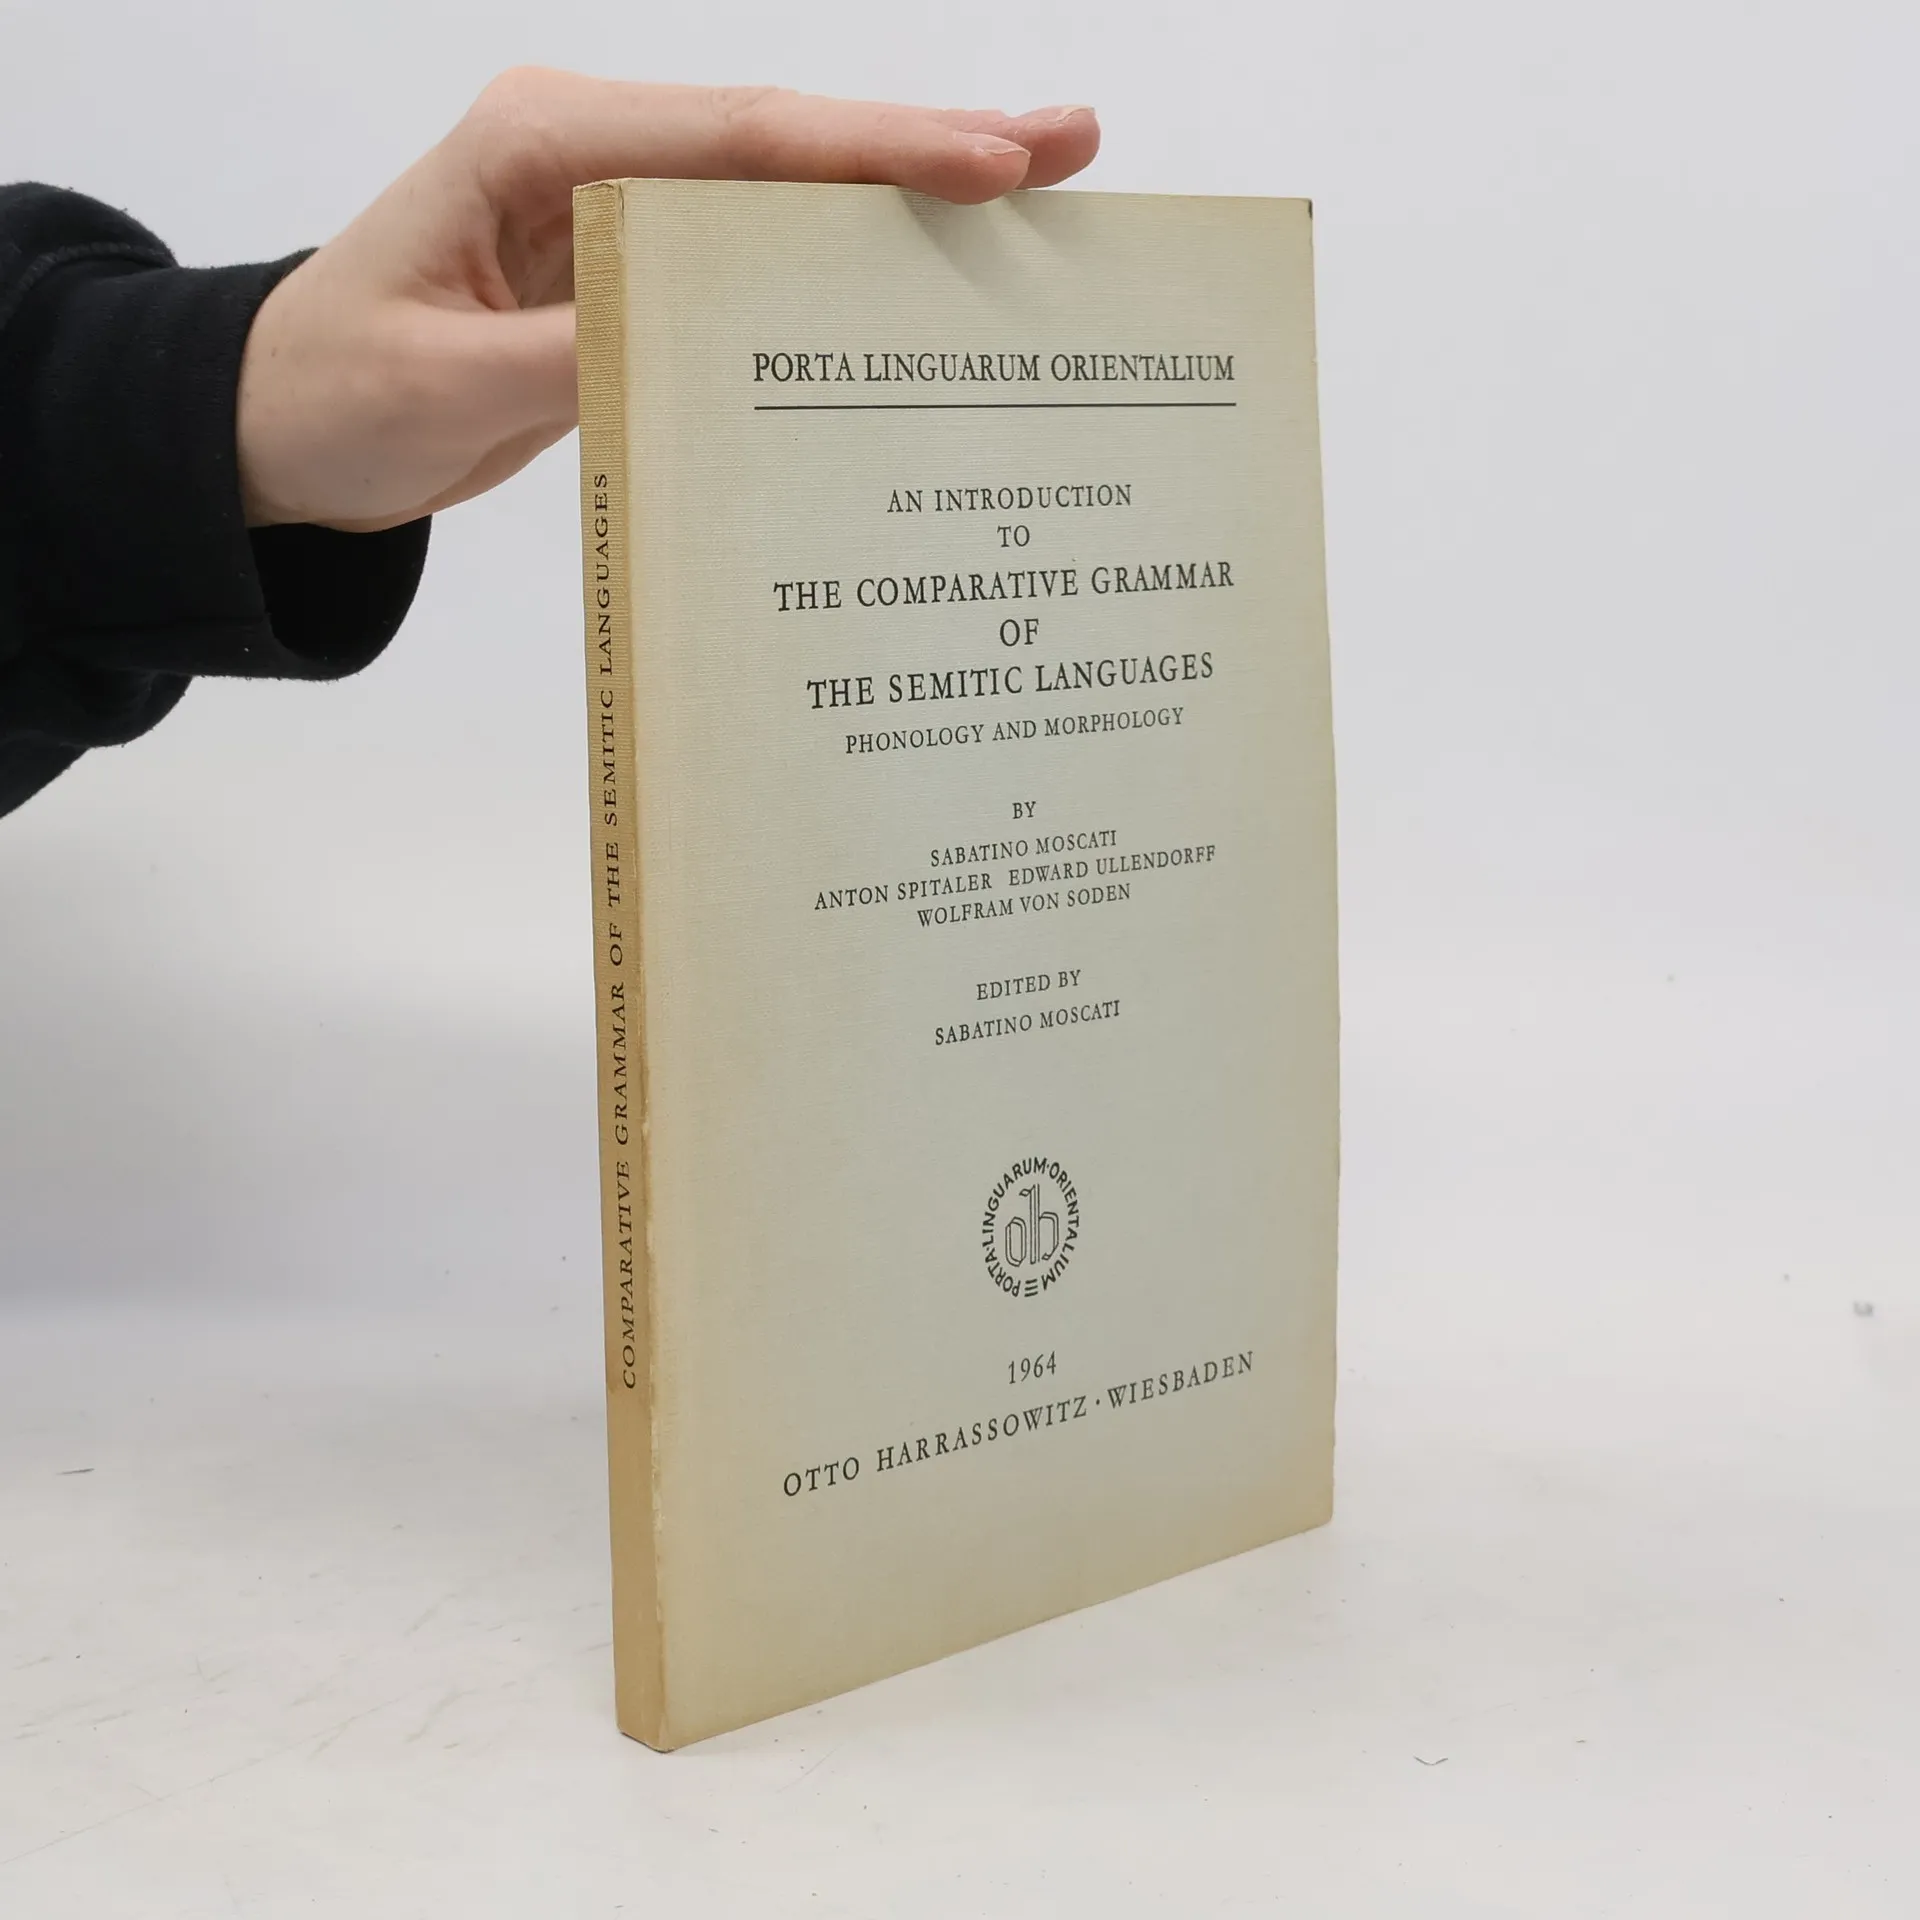 COMPARATIVE GRAMMAR OF THE SEMITIC LANGUAGES
PORTA LINGUARUM ORIENTALIUM
AN INTRODUCTION
TO
THE COMPARATIVE GRAMMAR
OF
THE SEMITIC LANGUAGES
PHONOLOGY AND MORPHOLOGY
BY
SABATINO MOSCATI
ANTON SPITALER EDWARD ULLENDORFF
WOLFRAM VON SODEN
EDITED BY
SABATINO MOSCATI
PORTA·LINGUARUM·ORIENTALIUM
oh
1964
OTTO HARRASSOWITZ · WIESBADEN